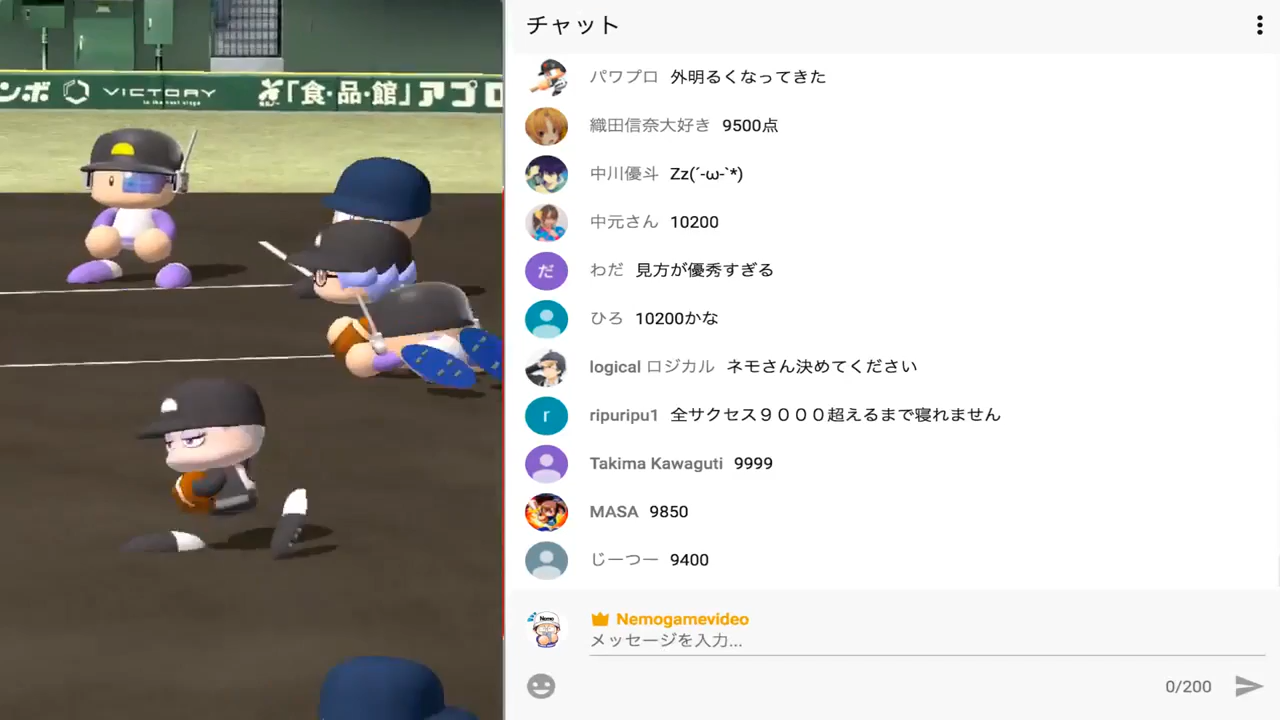 ンボ VICTORY to the next stage 「食・品・館」アプロ
チャット
パワプロ 外明るくなってきた
織田信奈大好き 9500点
中川優斗 Zz(´-ω-`*)
中元さん 10200
だ わだ 見方が優秀すぎる
ひろ 10200かな
logical ロジカル ネモさん決めてください
r ripuripu1 全サクセス９０００超えるまで寝れません
Takima Kawaguti 9999
MASA 9850
じーつー 9400
Nemo Nemogamevideo
メッセージを入力...
0/200